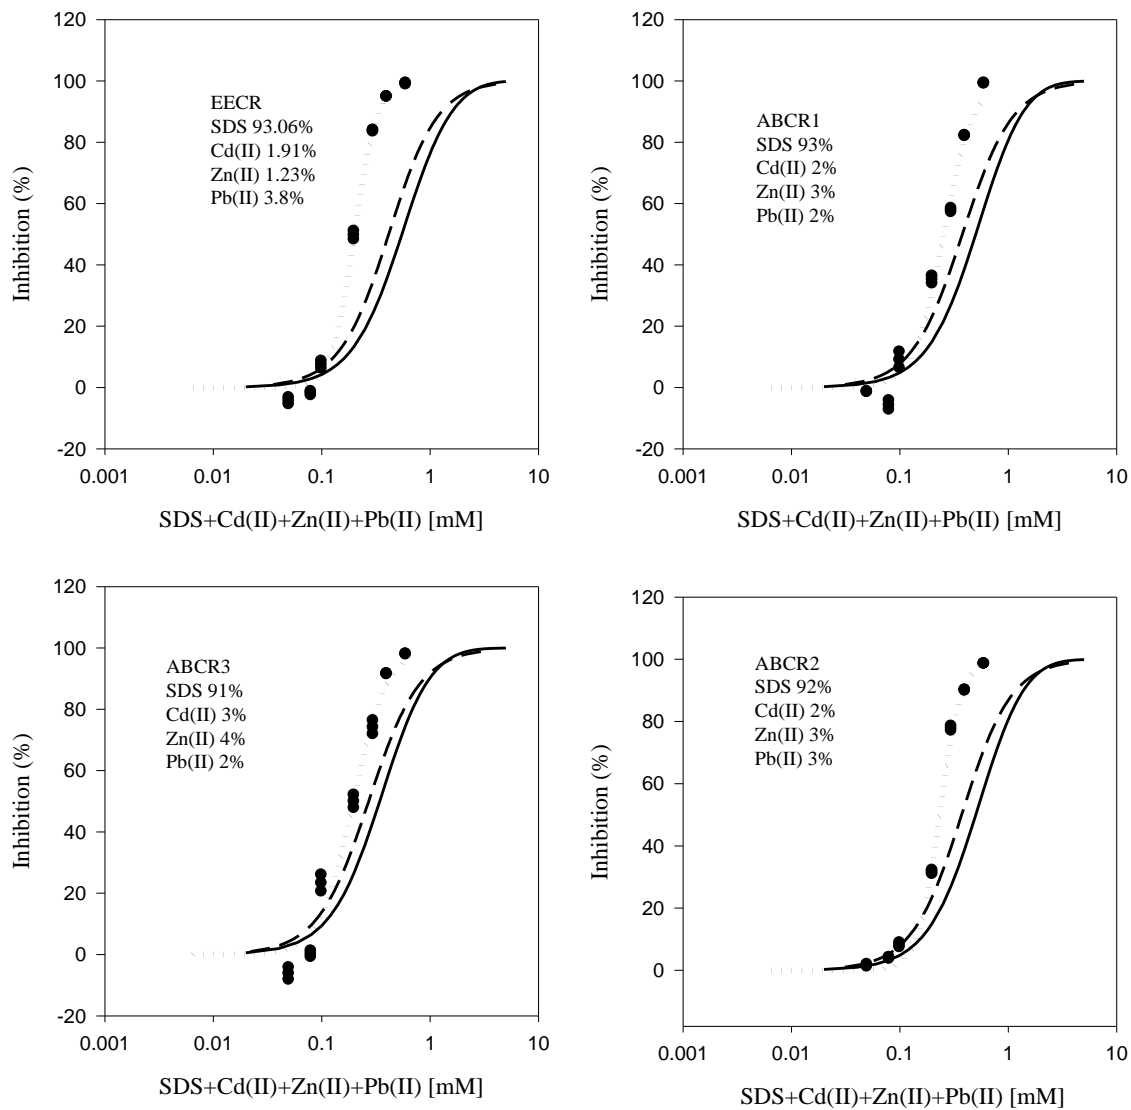 120
100
80
60
40
20
0
-20
Inhibition (%)
EECR
SDS 93.06%
Cd(II) 1.91%
Zn(II) 1.23%
Pb(II) 3.8%
0.001 0.01 0.1 1 10
SDS+Cd(II)+Zn(II)+Pb(II) [mM]
120
100
80
60
40
20
0
-20
Inhibition (%)
ABCR1
SDS 93%
Cd(II) 2%
Zn(II) 3%
Pb(II) 2%
0.001 0.01 0.1 1 10
SDS+Cd(II)+Zn(II)+Pb(II) [mM]
120
100
80
60
40
20
0
-20
Inhibition (%)
ABCR3
SDS 91%
Cd(II) 3%
Zn(II) 4%
Pb(II) 2%
0.001 0.01 0.1 1 10
SDS+Cd(II)+Zn(II)+Pb(II) [mM]
120
100
80
60
40
20
0
Inhibition (%)
ABCR2
SDS 92%
Cd(II) 2%
Zn(II) 3%
Pb(II) 3%
0.001 0.01 0.1 1 10
SDS+Cd(II)+Zn(II)+Pb(II) [mM]